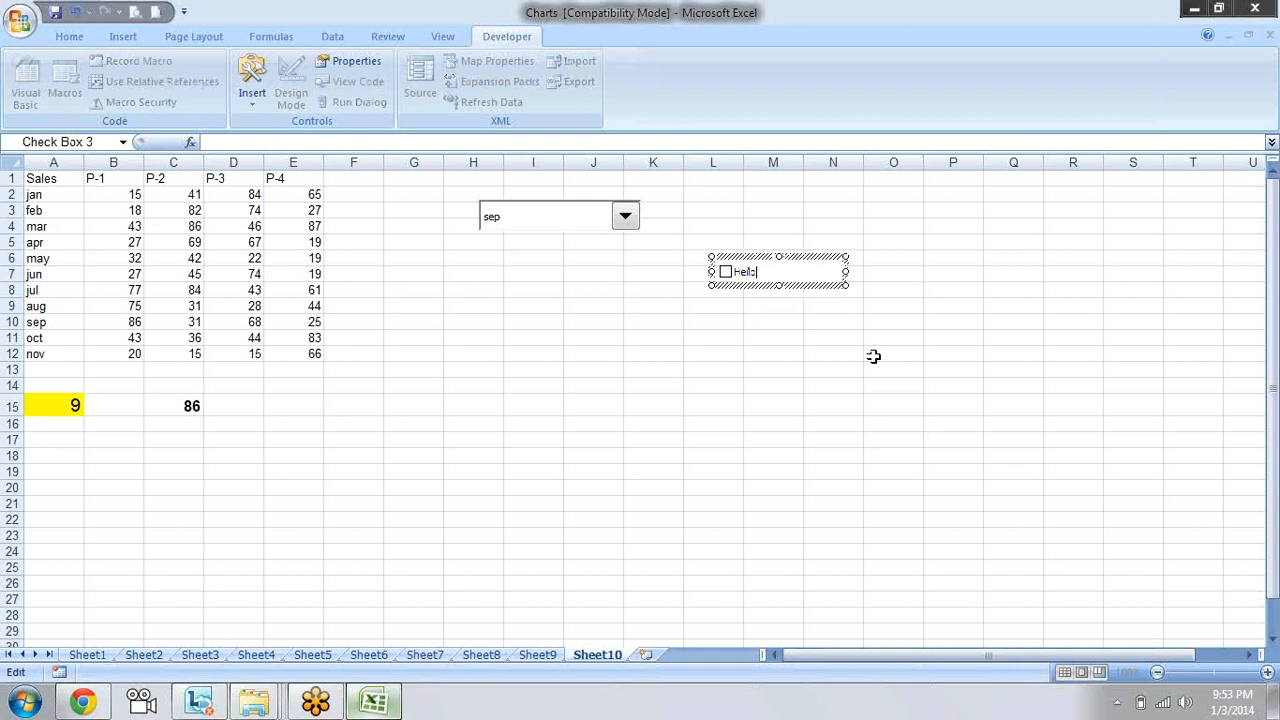 Charts [Compatibility Mode] - Microsoft Excel
Home Insert Page Layout Formulas Data Review View Developer
Visual Basic
Macros
Record Macro
Use Relative References
Macro Security
Code
Insert
Design Mode
Properties
View Code
Run Dialog
Controls
Source
Map Properties
Expansion Packs
Refresh Data
Import
Export
XML
Check Box 3
fx
A B C D E F G H I J K L M N O P Q R S T U
1 Sales P-1 P-2 P-3 P-4
2 jan 15 41 84 65
3 feb 18 82 74 27
4 mar 43 86 46 87
5 apr 27 69 67 19
6 may 32 42 22 19
7 jun 27 45 74 19
8 jul 77 84 43 61
9 aug 75 31 28 44
10 sep 86 31 68 25
11 oct 43 36 44 83
12 nov 20 15 15 66
13
14
15 9 86
16
17
18
19
20
21
22
23
24
25
26
27
28
29
sep
Hello
Sheet1 Sheet2 Sheet3 Sheet4 Sheet5 Sheet6 Sheet7 Sheet8 Sheet9 Sheet10
Edit
100%
9:53 PM
1/3/2014